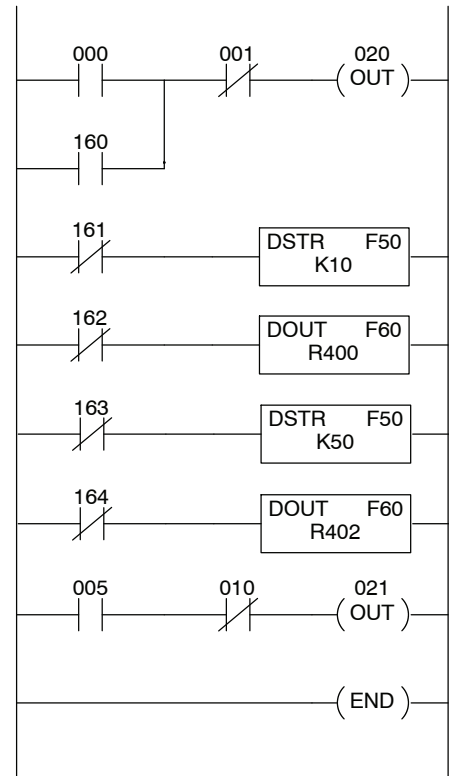 000 001 020
OUT
160
161
DSTR F50
K10
162
DOUT F60
R400
163
DSTR F50
K50
164
DOUT F60
R402
005 010 021
OUT
END